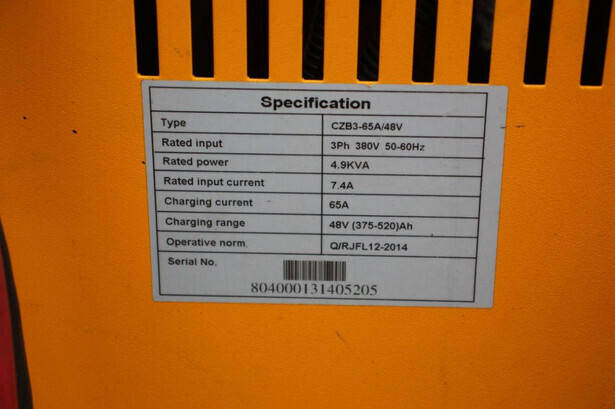 Specification
Type CZB3-65A/48V
Rated input 3Ph 380V 50-60Hz
Rated power 4.9KVA
Rated input current 7.4A
Charging current 65A
Charging range 48V (375-520)Ah
Operative norm Q/RJFL12-2014
Serial No.
804000131405205